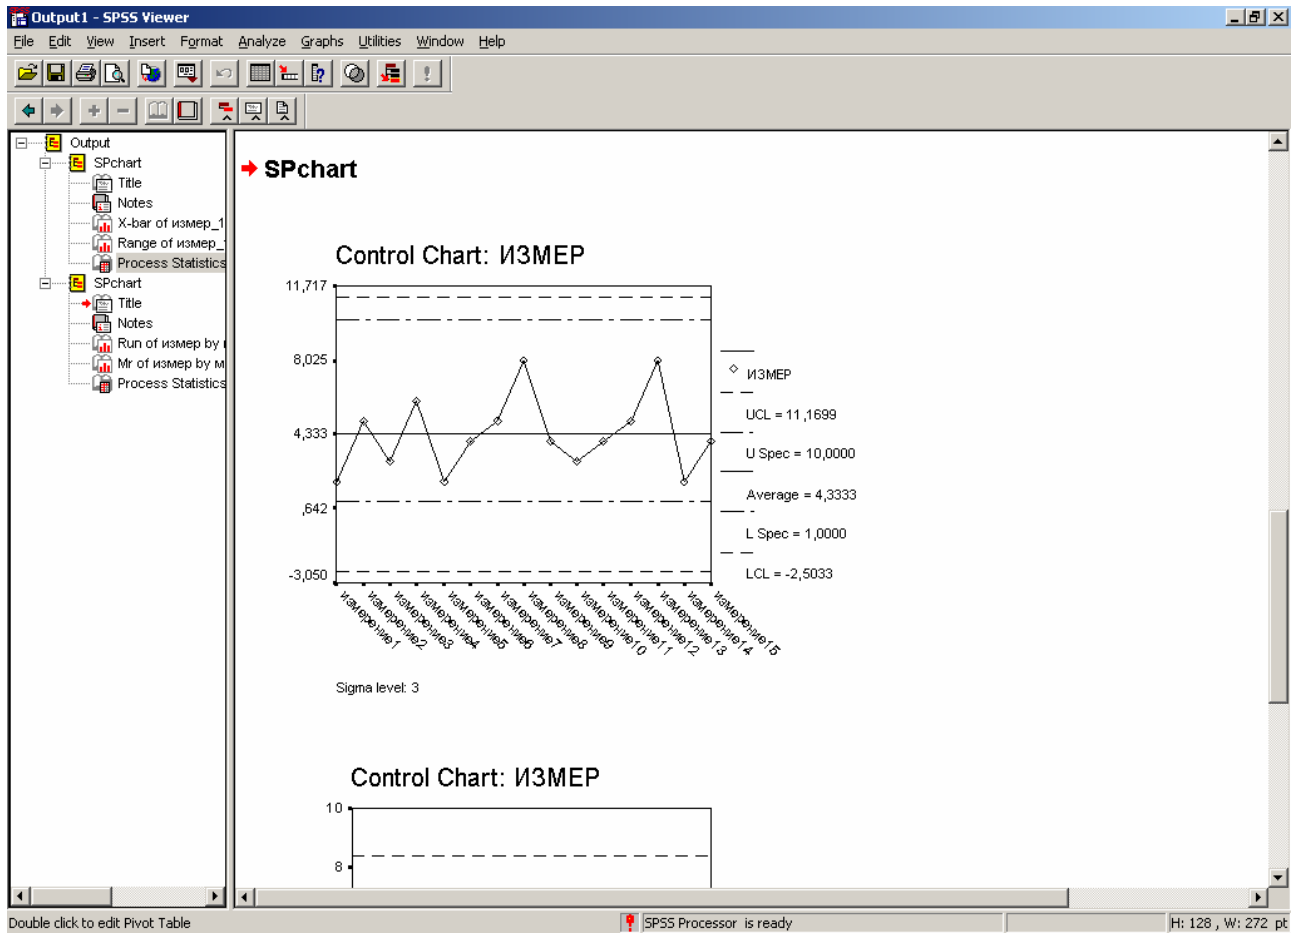 Output1 - SPSS Viewer
File Edit View Insert Format Analyze Graphs Utilities Window Help
Output
SPchart
Title
Notes
X-bar of измер_1
Range of измер_
Process Statistics
SPchart
Title
Notes
Run of измер by
Mr of измер by м
Process Statistics
SPchart
Control Chart: ИЗМЕР
11,717
8,025
4,333
,642
-3,050
измерение1
измерение2
измерение3
измерение4
измерение5
измерение6
измерение7
измерение8
измерение9
измерение10
измерение11
измерение12
измерение13
измерение14
измерение15
ИЗМЕР
UCL = 11,1699
U Spec = 10,0000
Average = 4,3333
L Spec = 1,0000
LCL = -2,5033
Sigma level: 3
Control Chart: ИЗМЕР
10
8
Double click to edit Pivot Table
SPSS Processor is ready
H: 128 , W: 272 pt